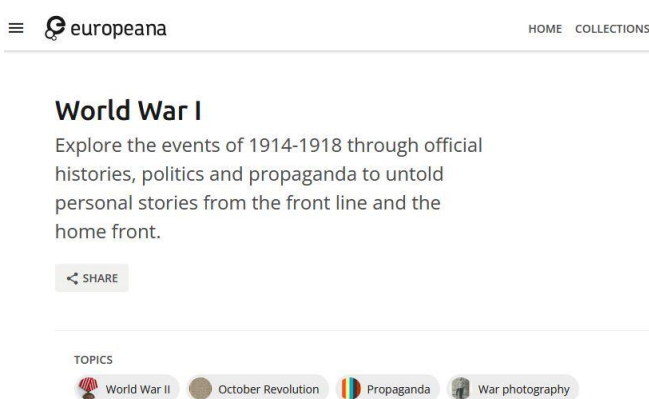 europeana
HOME COLLECTIONS
World War I
Explore the events of 1914-1918 through official
histories, politics and propaganda to untold
personal stories from the front line and the
home front.
SHARE
TOPICS
World War II October Revolution Propaganda War photography